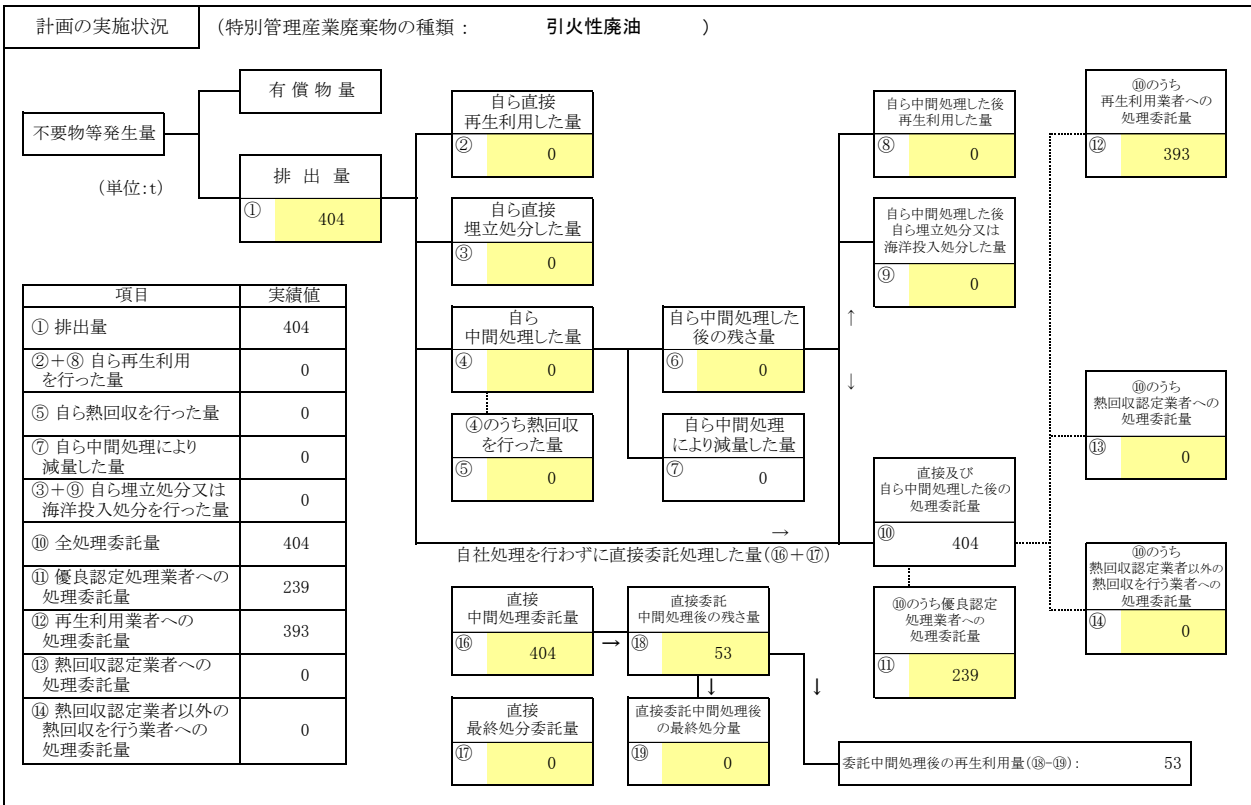 計画の実施状況
(特別管理産業廃棄物の種類： 引火性廃油 )
有 償 物 量
不要物等発生量
(単位:t)
排 出 量
①
404
自ら直接
再生利用した量
②
0
自ら直接
埋立処分した量
③
0
自ら
中間処理した量
④
0
④のうち熱回収
を行った量
⑤
0
自ら中間処理した
後の残さ量
⑥
0
自ら中間処理
により減量した量
⑦
0
自ら中間処理した後
再生利用した量
⑧
0
自ら中間処理した後
自ら埋立処分又は
海洋投入処分した量
⑨
0
↑
↓
⑩のうち
再生利用業者への
処理委託量
⑫
393
⑩のうち
熱回収認定業者への
処理委託量
⑬
0
直接及び
自ら中間処理した後の
処理委託量
⑩
404
⑩のうち
熱回収認定業者以外の
熱回収を行う業者への
処理委託量
⑭
0
⑩のうち優良認定
処理業者への
処理委託量
⑪
239
→
自社処理を行わずに直接委託処理した量(⑯＋⑰)
直接
中間処理委託量
⑯
404
→
直接委託
中間処理後の残さ量
⑱
53
↓
↓
直接
最終処分委託量
⑰
0
直接委託中間処理後
の最終処分量
⑲
0
委託中間処理後の再生利用量(⑱-⑲)： 53
項目 実績値
① 排出量 404
②＋⑧ 自ら再生利用
を行った量 0
⑤ 自ら熱回収を行った量 0
⑦ 自ら中間処理により
減量した量 0
③＋⑨ 自ら埋立処分又は
海洋投入処分を行った量 0
⑩ 全処理委託量 404
⑪ 優良認定処理業者への
処理委託量 239
⑫ 再生利用業者への
処理委託量 393
⑬ 熱回収認定業者への
処理委託量 0
⑭ 熱回収認定業者以外の
熱回収を行う業者への
処理委託量 0